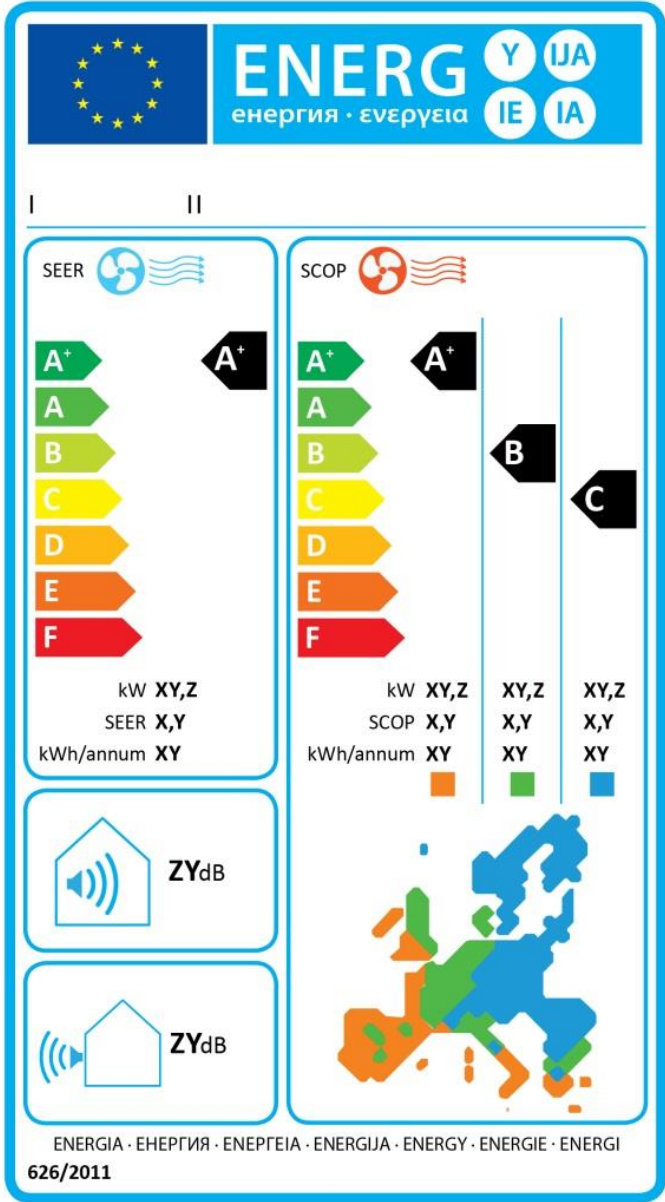 ENERG Y IJA
енергия · ενεργεια IE IA
I II
SEER
A+ A+
A
B
C
D
E
F
kW XY,Z
SEER X,Y
kWh/annum XY
SCOP
A+ A+
A
B B
C C
D
E
F
kW XY,Z XY,Z XY,Z
SCOP X,Y X,Y X,Y
kWh/annum XY XY XY
ZYdB
ZYdB
ENERGIA · ЕНЕРГИЯ · ΕΝΕΡΓΕΙΑ · ENERGIJA · ENERGY · ENERGIE · ENERGI
626/2011